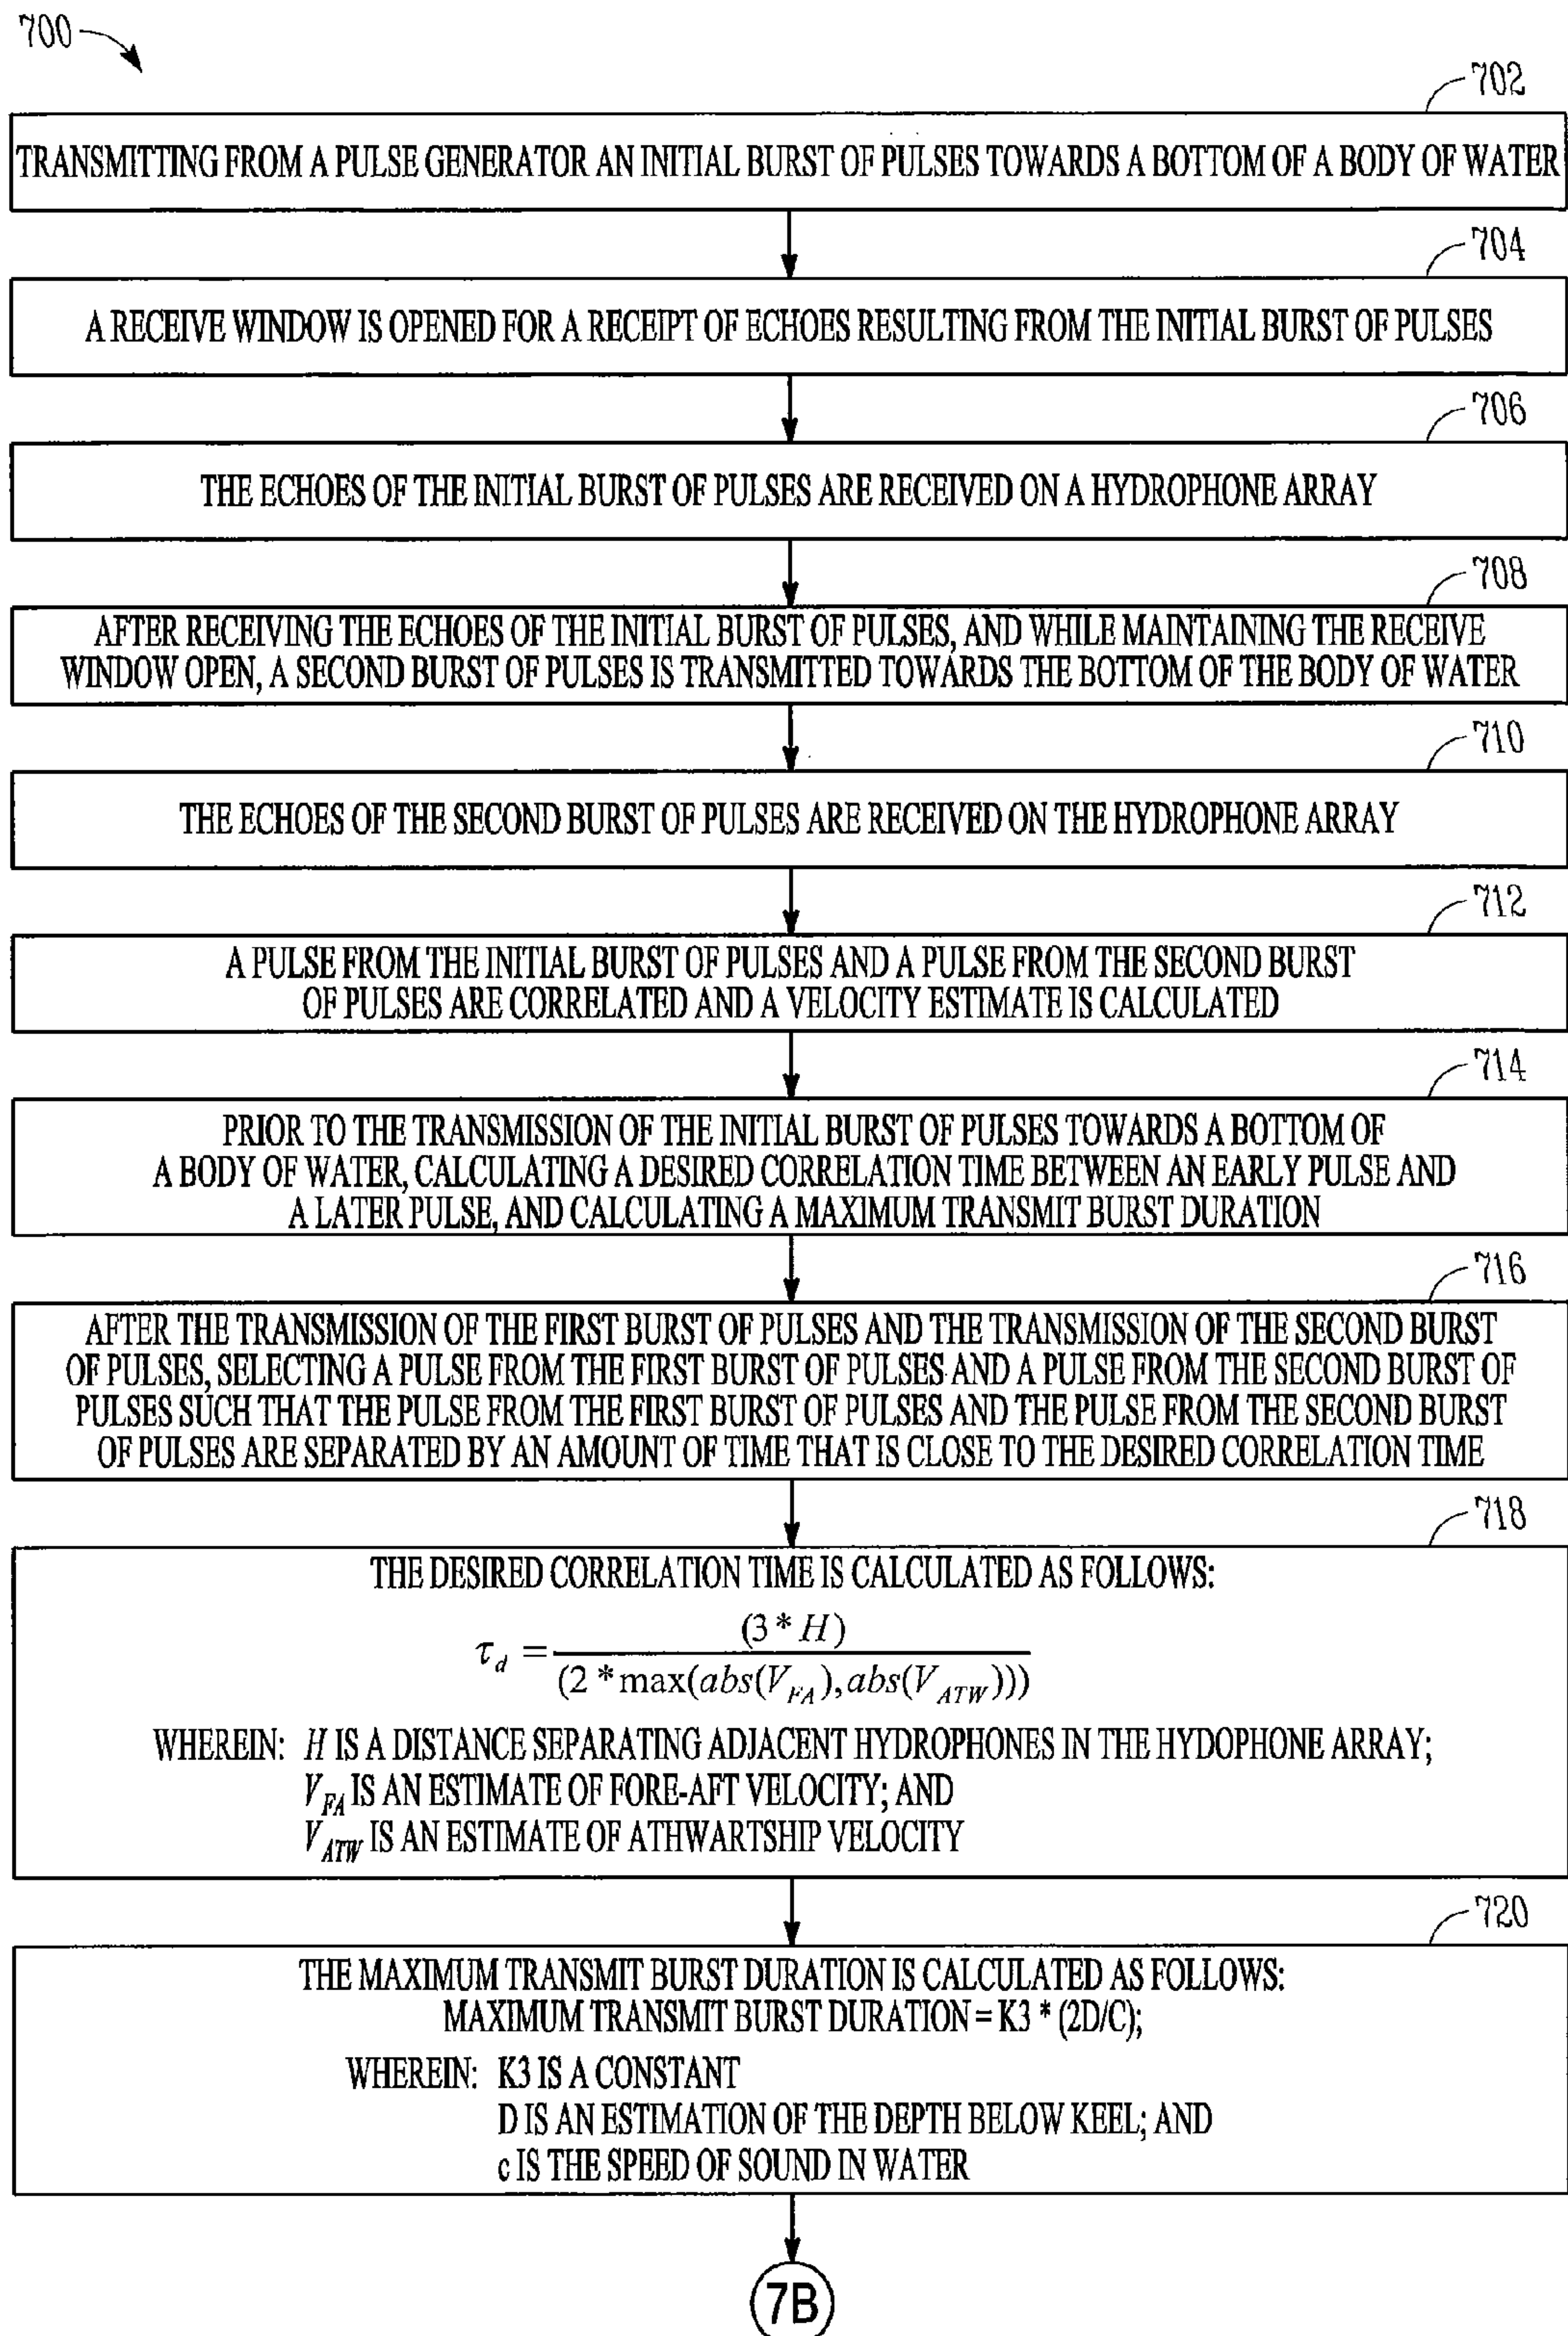 700
702
TRANSMITTING FROM A PULSE GENERATOR AN INITIAL BURST OF PULSES TOWARDS A BOTTOM OF A BODY OF WATER
704
A RECEIVE WINDOW IS OPENED FOR A RECEIPT OF ECHOES RESULTING FROM THE INITIAL BURST OF PULSES
706
THE ECHOES OF THE INITIAL BURST OF PULSES ARE RECEIVED ON A HYDROPHONE ARRAY
708
AFTER RECEIVING THE ECHOES OF THE INITIAL BURST OF PULSES, AND WHILE MAINTAINING THE RECEIVE
WINDOW OPEN, A SECOND BURST OF PULSES IS TRANSMITTED TOWARDS THE BOTTOM OF THE BODY OF WATER
710
THE ECHOES OF THE SECOND BURST OF PULSES ARE RECEIVED ON THE HYDROPHONE ARRAY
712
A PULSE FROM THE INITIAL BURST OF PULSES AND A PULSE FROM THE SECOND BURST
OF PULSES ARE CORRELATED AND A VELOCITY ESTIMATE IS CALCULATED
714
PRIOR TO THE TRANSMISSION OF THE INITIAL BURST OF PULSES TOWARDS A BOTTOM OF
A BODY OF WATER, CALCULATING A DESIRED CORRELATION TIME BETWEEN AN EARLY PULSE AND
A LATER PULSE, AND CALCULATING A MAXIMUM TRANSMIT BURST DURATION
716
AFTER THE TRANSMISSION OF THE FIRST BURST OF PULSES AND THE TRANSMISSION OF THE SECOND BURST
OF PULSES, SELECTING A PULSE FROM THE FIRST BURST OF PULSES AND A PULSE FROM THE SECOND BURST OF
PULSES SUCH THAT THE PULSE FROM THE FIRST BURST OF PULSES AND THE PULSE FROM THE SECOND BURST
OF PULSES ARE SEPARATED BY AN AMOUNT OF TIME THAT IS CLOSE TO THE DESIRED CORRELATION TIME
718
THE DESIRED CORRELATION TIME IS CALCULATED AS FOLLOWS:
τ_d = (3 * H) / (2 * max(abs(V_FA), abs(V_ATW)))
WHEREIN: H IS A DISTANCE SEPARATING ADJACENT HYDROPHONES IN THE HYDOPHONE ARRAY;
V_FA IS AN ESTIMATE OF FORE-AFT VELOCITY; AND
V_ATW IS AN ESTIMATE OF ATHWARTSHIP VELOCITY
720
THE MAXIMUM TRANSMIT BURST DURATION IS CALCULATED AS FOLLOWS:
MAXIMUM TRANSMIT BURST DURATION = K3 * (2D/C);
WHEREIN: K3 IS A CONSTANT
D IS AN ESTIMATION OF THE DEPTH BELOW KEEL; AND
c IS THE SPEED OF SOUND IN WATER
7B